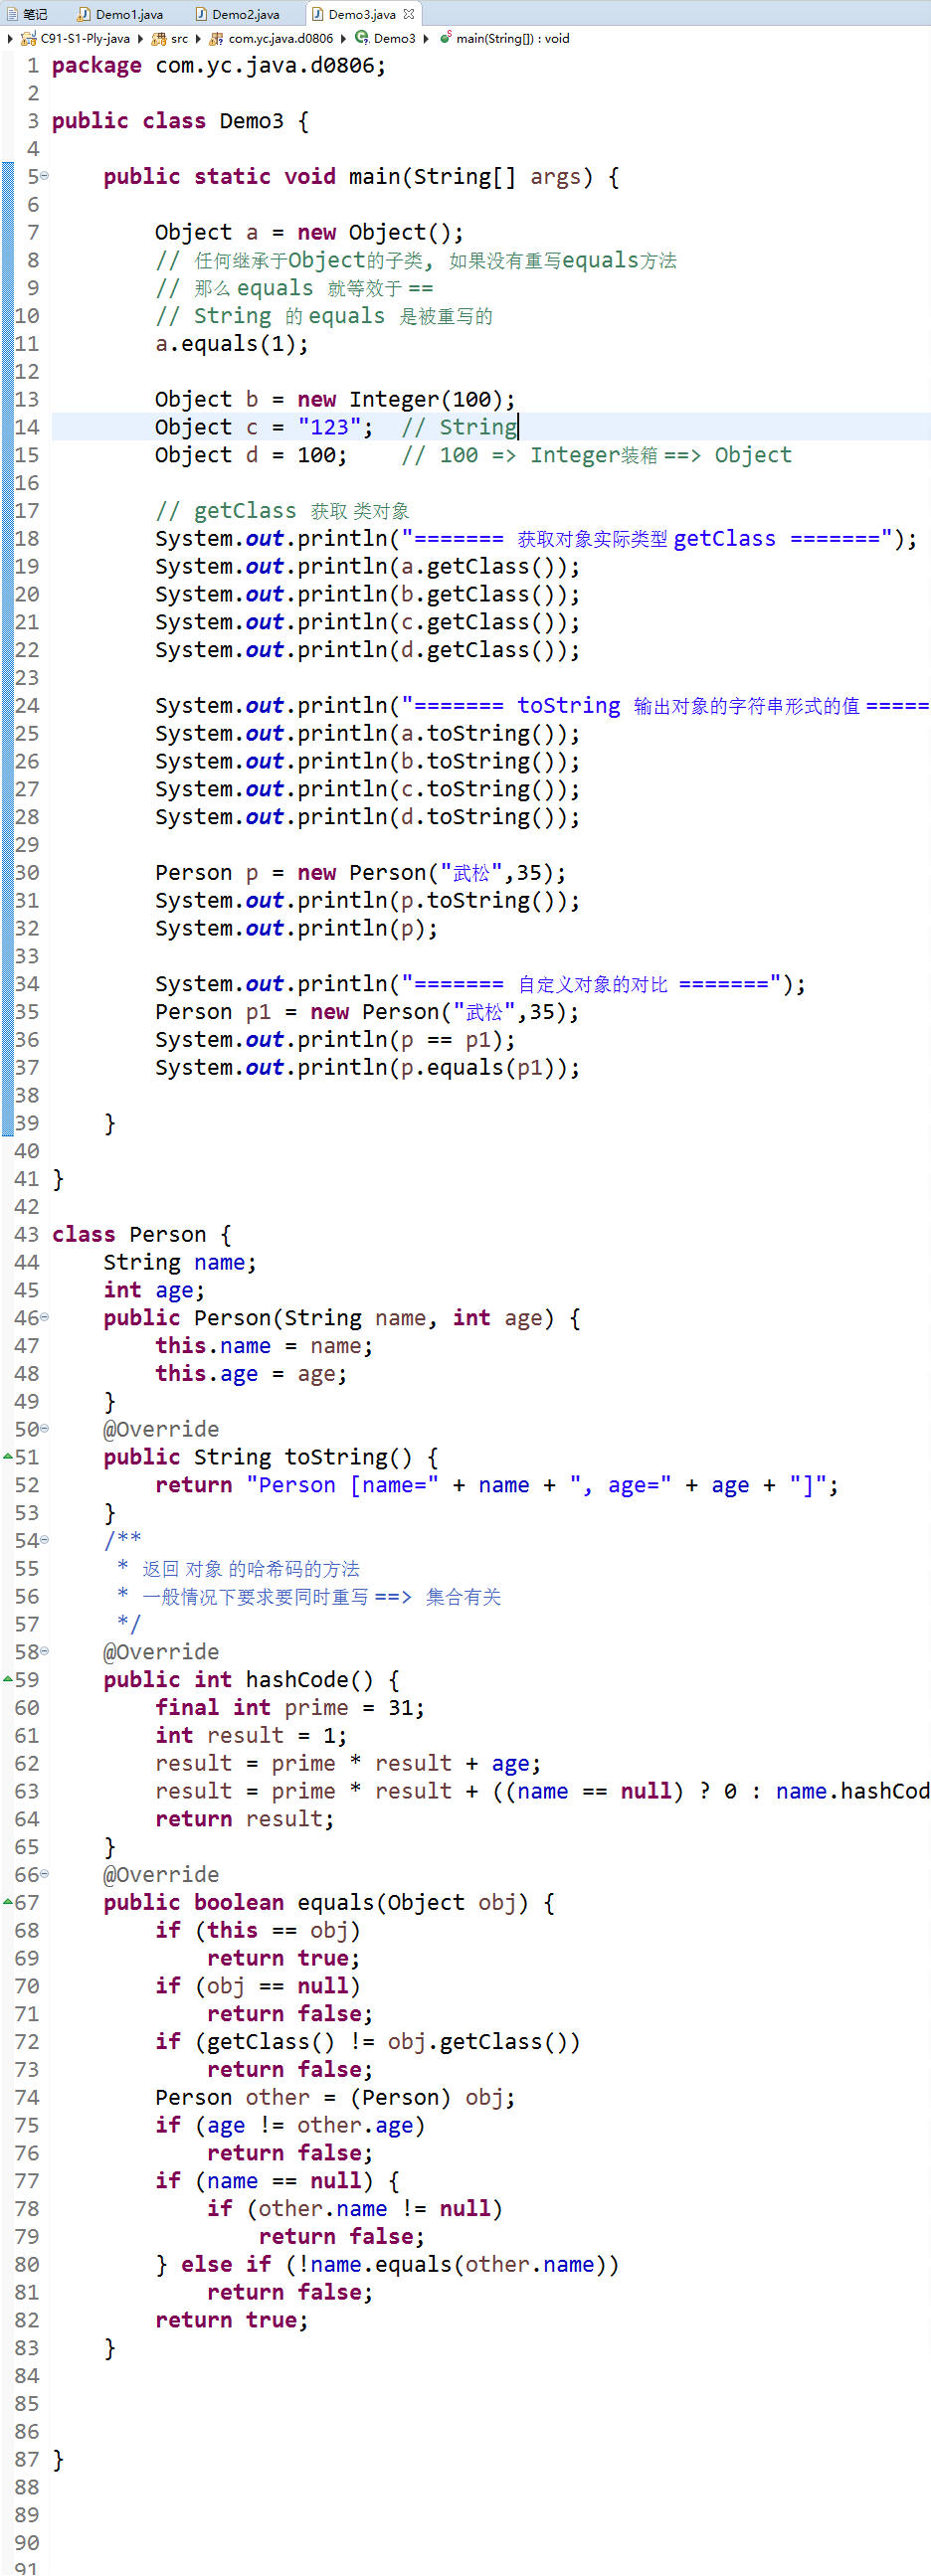 笔记 Demo1.java Demo2.java Demo3.java
C91-S1-Ply-java src com.yc.java.d0806 Demo3 main(String[]) : void
1 package com.yc.java.d0806;
2
3 public class Demo3 {
4
5 public static void main(String[] args) {
6
7 Object a = new Object();
8 // 任何继承于Object的子类, 如果没有重写equals方法
9 // 那么 equals 就等效于 ==
10 // String 的 equals 是被重写的
11 a.equals(1);
12
13 Object b = new Integer(100);
14 Object c = "123"; // String
15 Object d = 100; // 100 => Integer装箱 ==> Object
16
17 // getClass 获取 类对象
18 System.out.println("======= 获取对象实际类型 getClass =======");
19 System.out.println(a.getClass());
20 System.out.println(b.getClass());
21 System.out.println(c.getClass());
22 System.out.println(d.getClass());
23
24 System.out.println("======= toString 输出对象的字符串形式的值 =====
25 System.out.println(a.toString());
26 System.out.println(b.toString());
27 System.out.println(c.toString());
28 System.out.println(d.toString());
29
30 Person p = new Person("武松",35);
31 System.out.println(p.toString());
32 System.out.println(p);
33
34 System.out.println("======= 自定义对象的对比 =======");
35 Person p1 = new Person("武松",35);
36 System.out.println(p == p1);
37 System.out.println(p.equals(p1));
38
39 }
40
41 }
42
43 class Person {
44 String name;
45 int age;
46 public Person(String name, int age) {
47 this.name = name;
48 this.age = age;
49 }
50 @Override
51 public String toString() {
52 return "Person [name=" + name + ", age=" + age + "]";
53 }
54 /**
55 * 返回 对象 的哈希码的方法
56 * 一般情况下要求要同时重写 ==> 集合有关
57 */
58 @Override
59 public int hashCode() {
60 final int prime = 31;
61 int result = 1;
62 result = prime * result + age;
63 result = prime * result + ((name == null) ? 0 : name.hashCod
64 return result;
65 }
66 @Override
67 public boolean equals(Object obj) {
68 if (this == obj)
69 return true;
70 if (obj == null)
71 return false;
72 if (getClass() != obj.getClass())
73 return false;
74 Person other = (Person) obj;
75 if (age != other.age)
76 return false;
77 if (name == null) {
78 if (other.name != null)
79 return false;
80 } else if (!name.equals(other.name))
81 return false;
82 return true;
83 }
84
85
86
87 }
88
89
90
91